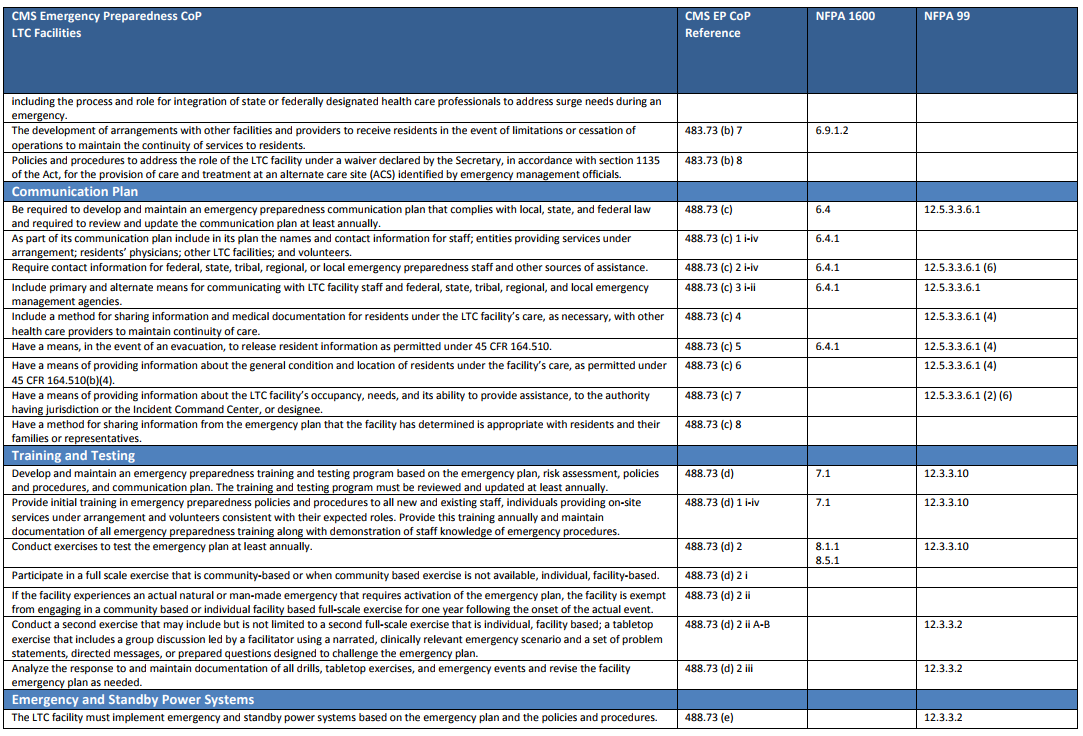 CMS Emergency Preparedness CoP
LTC Facilities
CMS EP CoP
Reference
NFPA 1600
NFPA 99
including the process and role for integration of state or federally designated health care professionals to address surge needs during an
emergency.
The development of arrangements with other facilities and providers to receive residents in the event of limitations or cessation of
operations to maintain the continuity of services to residents.
483.73 (b) 7
6.9.1.2
Policies and procedures to address the role of the LTC facility under a waiver declared by the Secretary, in accordance with section 1135
of the Act, for the provision of care and treatment at an alternate care site (ACS) identified by emergency management officials.
483.73 (b) 8
Communication Plan
Be required to develop and maintain an emergency preparedness communication plan that complies with local, state, and federal law
and required to review and update the communication plan at least annually.
488.73 (c)
6.4
12.5.3.3.6.1
As part of its communication plan include in its plan the names and contact information for staff; entities providing services under
arrangement; residents' physicians; other LTC facilities; and volunteers.
488.73 (c) 1 i-iv
6.4.1
Require contact information for federal, state, tribal, regional, or local emergency preparedness staff and other sources of assistance.
488.73 (c) 2 i-iv
6.4.1
12.5.3.3.6.1 (6)
Include primary and alternate means for communicating with LTC facility staff and federal, state, tribal, regional, and local emergency
management agencies.
488.73 (c) 3 i-ii
6.4.1
12.5.3.3.6.1
Include a method for sharing information and medical documentation for residents under the LTC facility's care, as necessary, with other
health care providers to maintain continuity of care.
488.73 (c) 4
12.5.3.3.6.1 (4)
Have a means, in the event of an evacuation, to release resident information as permitted under 45 CFR 164.510.
488.73 (c) 5
6.4.1
12.5.3.3.6.1 (4)
Have a means of providing information about the general condition and location of residents under the facility's care, as permitted under
45 CFR 164.510(b)(4).
488.73 (c) 6
12.5.3.3.6.1 (4)
Have a means of providing information about the LTC facility's occupancy, needs, and its ability to provide assistance, to the authority
having jurisdiction or the Incident Command Center, or designee.
488.73 (c) 7
12.5.3.3.6.1 (2) (6)
Have a method for sharing information from the emergency plan that the facility has determined is appropriate with residents and their
families or representatives.
488.73 (c) 8
Training and Testing
Develop and maintain an emergency preparedness training and testing program based on the emergency plan, risk assessment, policies
and procedures, and communication plan. The training and testing program must be reviewed and updated at least annually.
488.73 (d)
7.1
12.3.3.10
Provide initial training in emergency preparedness policies and procedures to all new and existing staff, individuals providing on-site
services under arrangement and volunteers consistent with their expected roles. Provide this training annually and maintain
documentation of all emergency preparedness training along with demonstration of staff knowledge of emergency procedures.
488.73 (d) 1 i-iv
7.1
12.3.3.10
Conduct exercises to test the emergency plan at least annually.
488.73 (d) 2
8.1.1
8.5.1
12.3.3.10
Participate in a full scale exercise that is community-based or when community based exercise is not available, individual, facility-based.
488.73 (d) 2 i
If the facility experiences an actual natural or man-made emergency that requires activation of the emergency plan, the facility is exempt
from engaging in a community based or individual facility based full-scale exercise for one year following the onset of the actual event.
488.73 (d) 2 ii
Conduct a second exercise that may include but is not limited to a second full-scale exercise that is individual, facility based; a tabletop
exercise that includes a group discussion led by a facilitator using a narrated, clinically relevant emergency scenario and a set of problem
statements, directed messages, or prepared questions designed to challenge the emergency plan.
488.73 (d) 2 ii A-B
12.3.3.2
Analyze the response to and maintain documentation of all drills, tabletop exercises, and emergency events and revise the facility
emergency plan as needed.
488.73 (d) 2 iii
12.3.3.2
Emergency and Standby Power Systems
The LTC facility must implement emergency and standby power systems based on the emergency plan and the policies and procedures.
488.73 (e)
12.3.3.2